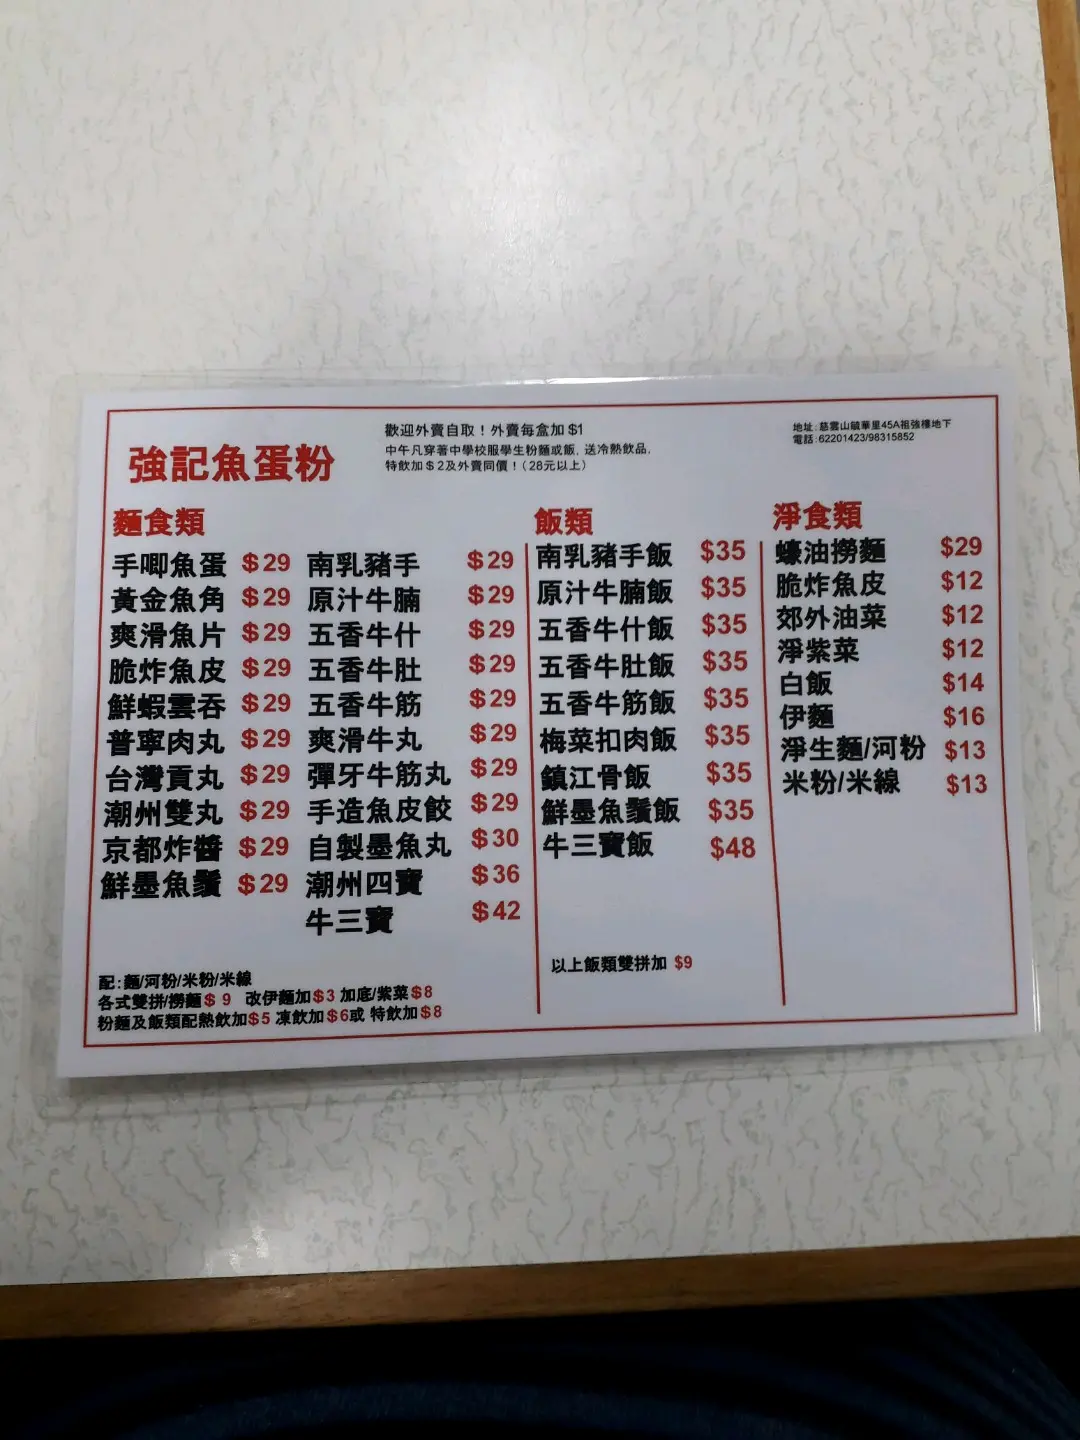 強記魚蛋粉
歡迎外賣自取！外賣每盒加 $1
中午凡穿著中學校服學生粉麵或飯, 送冷熱飲品,
特飲加＄2及外賣同價！（28元以上）
地址: 慈雲山毓華里45A祖強樓地下
電話:62201423/98315852
麵食類
手唧魚蛋 $29
黃金魚角 $29
爽滑魚片 $29
脆炸魚皮 $29
鮮蝦雲吞 $29
普寧肉丸 $29
台灣貢丸 $29
潮州雙丸 $29
京都炸醬 $29
鮮墨魚鬚 $29
南乳豬手 $29
原汁牛腩 $29
五香牛什 $29
五香牛肚 $29
五香牛筋 $29
爽滑牛丸 $29
彈牙牛筋丸 $29
手造魚皮餃 $29
自製墨魚丸 $30
潮州四寶 $36
牛三寶 $42
配: 麵/河粉/米粉/米線
各式雙拼/撈麵$ 9 改伊麵加$3 加底/紫菜$8
粉麵及飯類配熱飲加$5 凍飲加$6或 特飲加$8
飯類
南乳豬手飯 $35
原汁牛腩飯 $35
五香牛什飯 $35
五香牛肚飯 $35
五香牛筋飯 $35
梅菜扣肉飯 $35
鎮江骨飯 $35
鮮墨魚鬚飯 $35
牛三寶飯 $48
以上飯類雙拼加 $9
淨食類
蠔油撈麵 $29
脆炸魚皮 $12
郊外油菜 $12
淨紫菜 $12
白飯 $14
伊麵 $16
淨生麵/河粉 $13
米粉/米線 $13